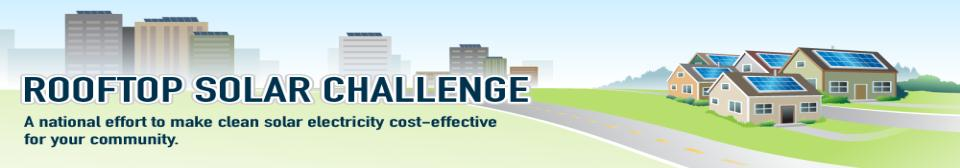 ROOFTOP SOLAR CHALLENGE
A national effort to make clean solar electricity cost-effective
for your community.